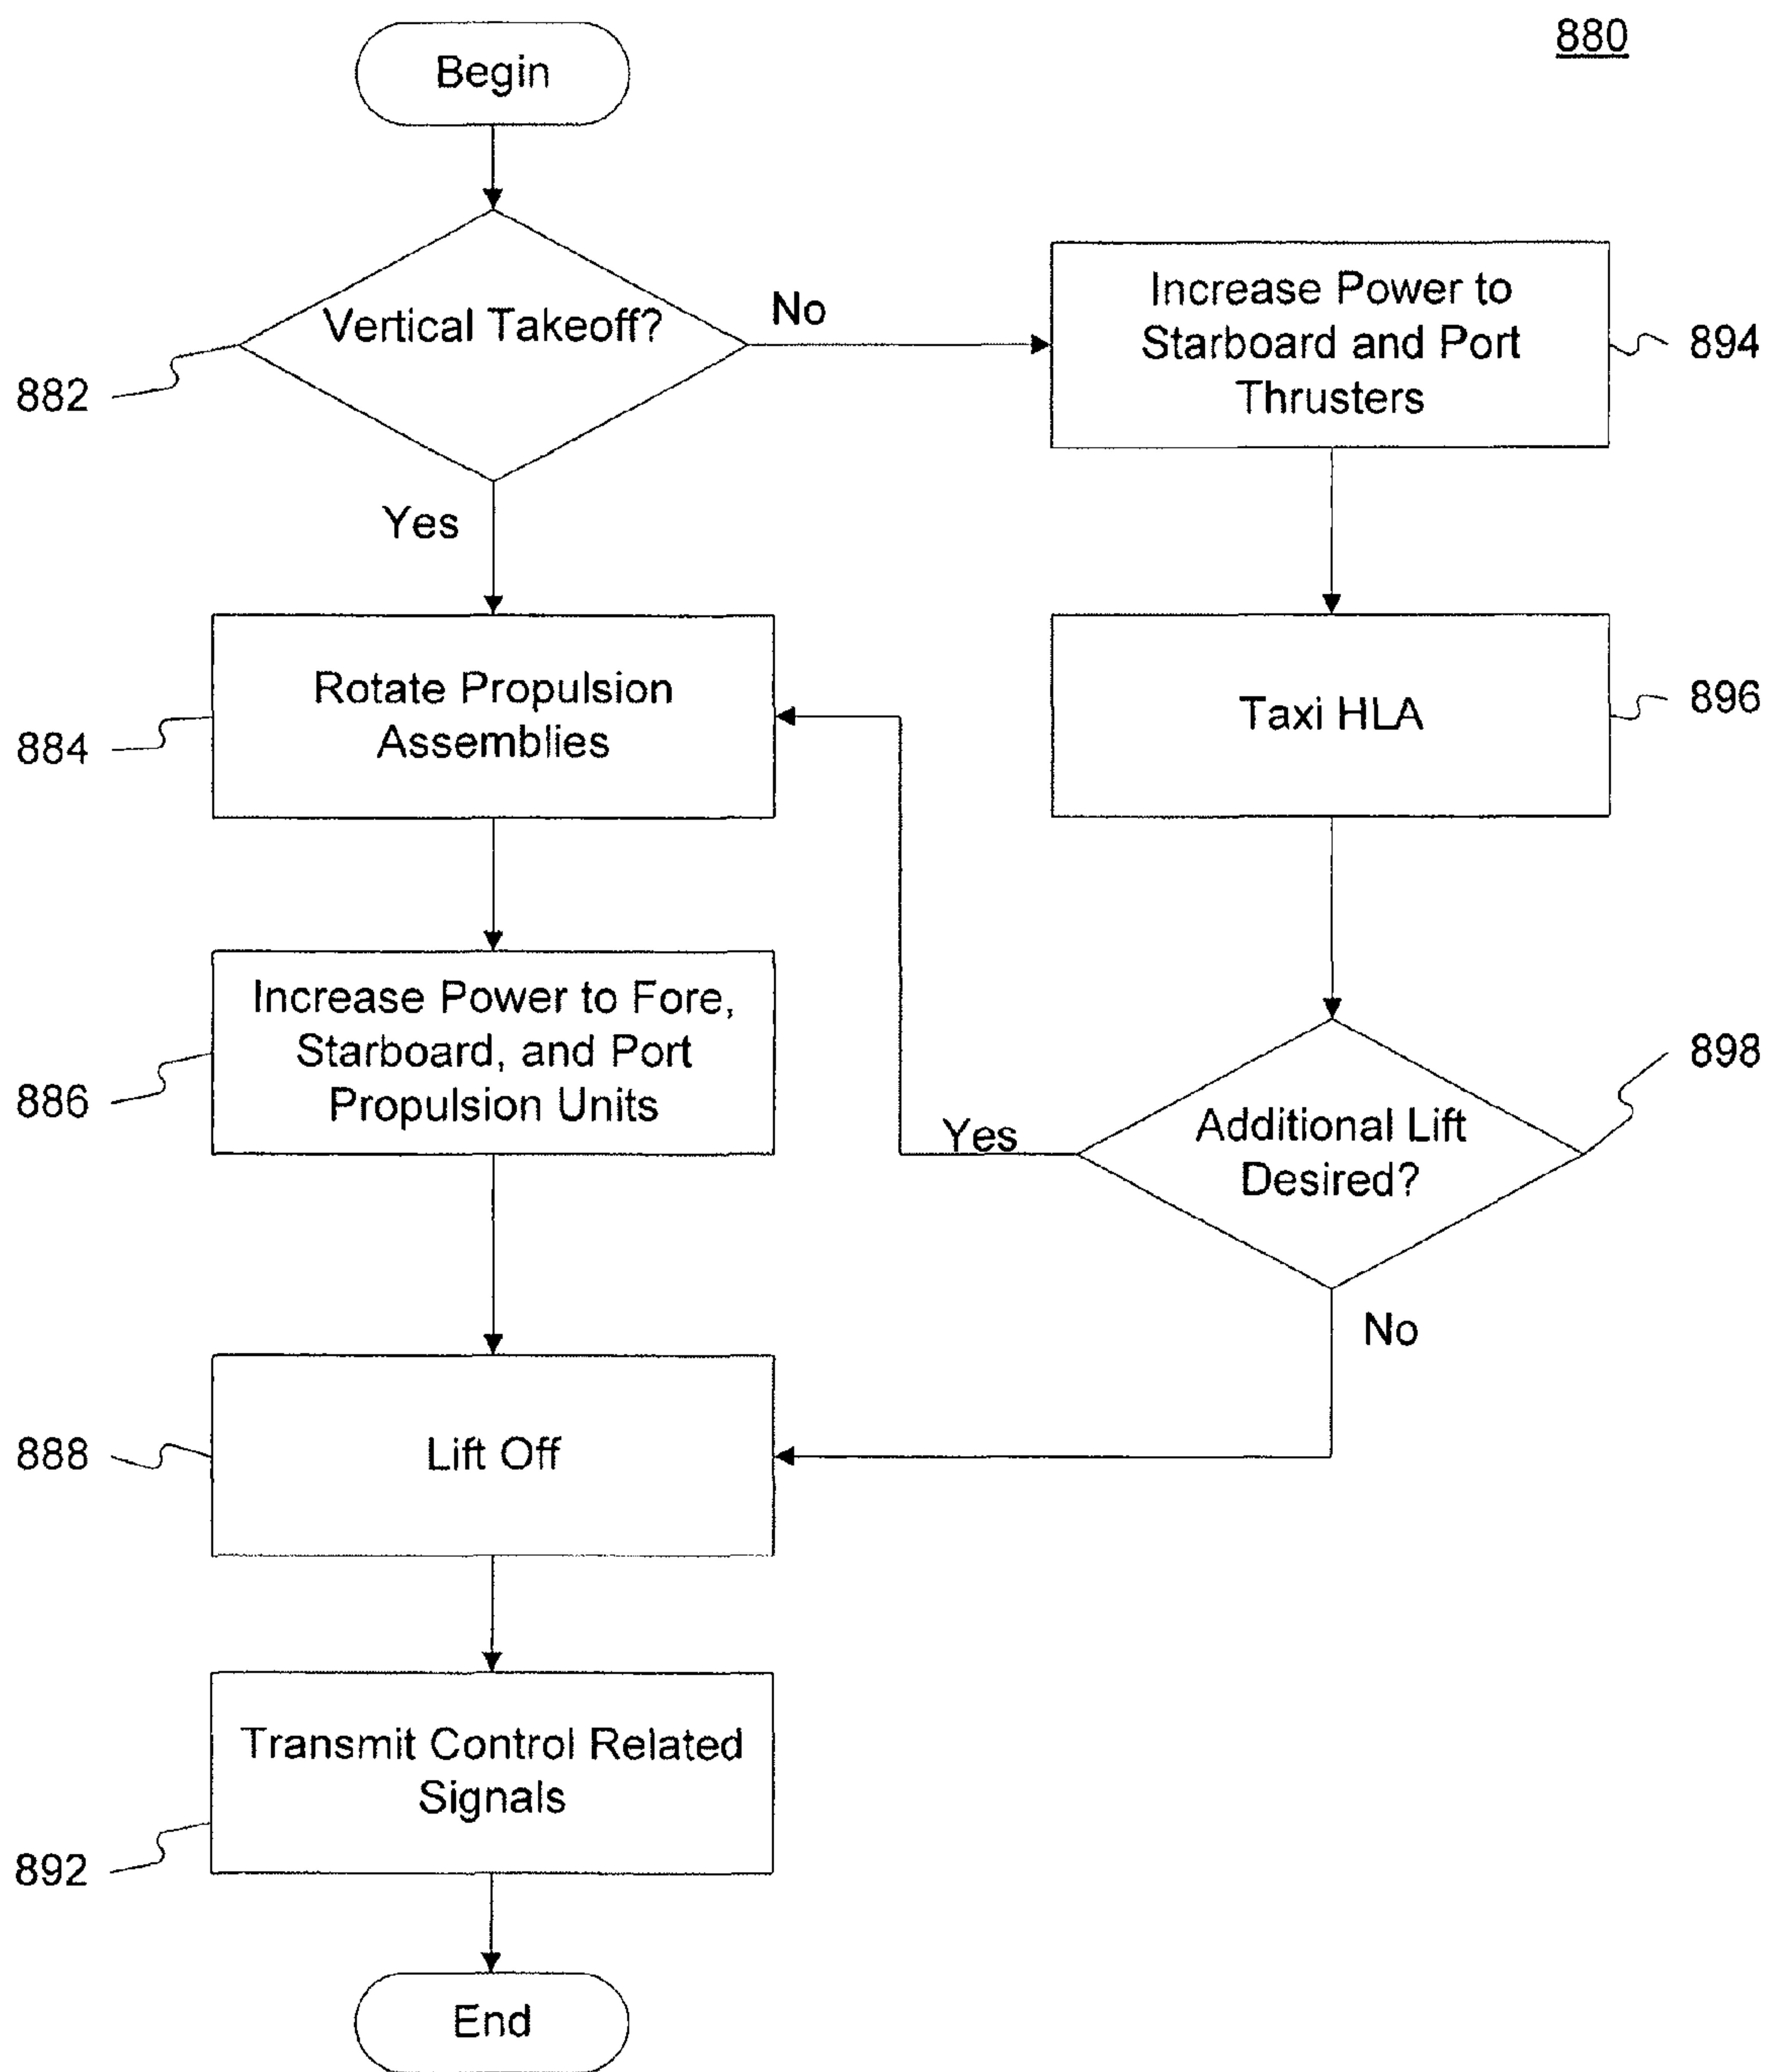 880
Begin
Vertical Takeoff?
No
882
Yes
Increase Power to
Starboard and Port
Thrusters
894
Rotate Propulsion
Assemblies
884
Taxi HLA
896
Increase Power to Fore,
Starboard, and Port
Propulsion Units
886
Yes
Additional Lift
Desired?
898
No
Lift Off
888
Transmit Control Related
Signals
892
End